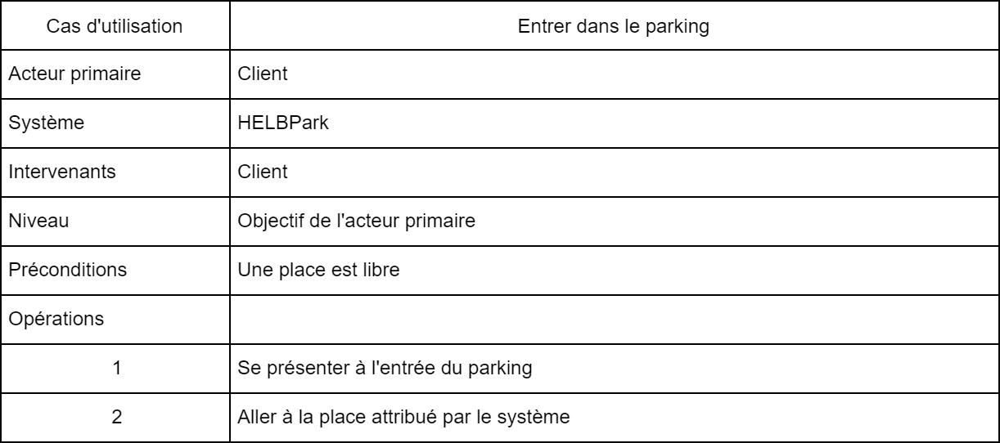 Cas d'utilisation Entrer dans le parking
Acteur primaire Client
Système HELBPark
Intervenants Client
Niveau Objectif de l'acteur primaire
Préconditions Une place est libre
Opérations
1 Se présenter à l'entrée du parking
2 Aller à la place attribué par le système